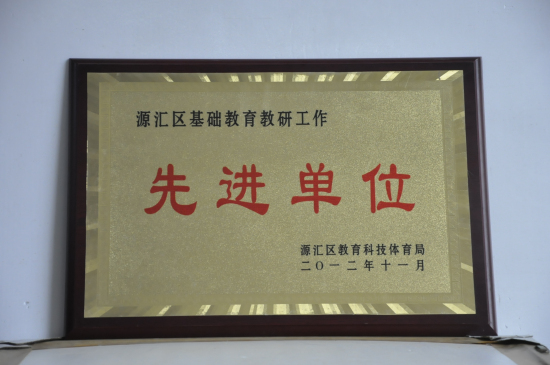 源汇区基础教育教研工作
先进单位
源汇区教育科技体育局
二〇一二年十一月